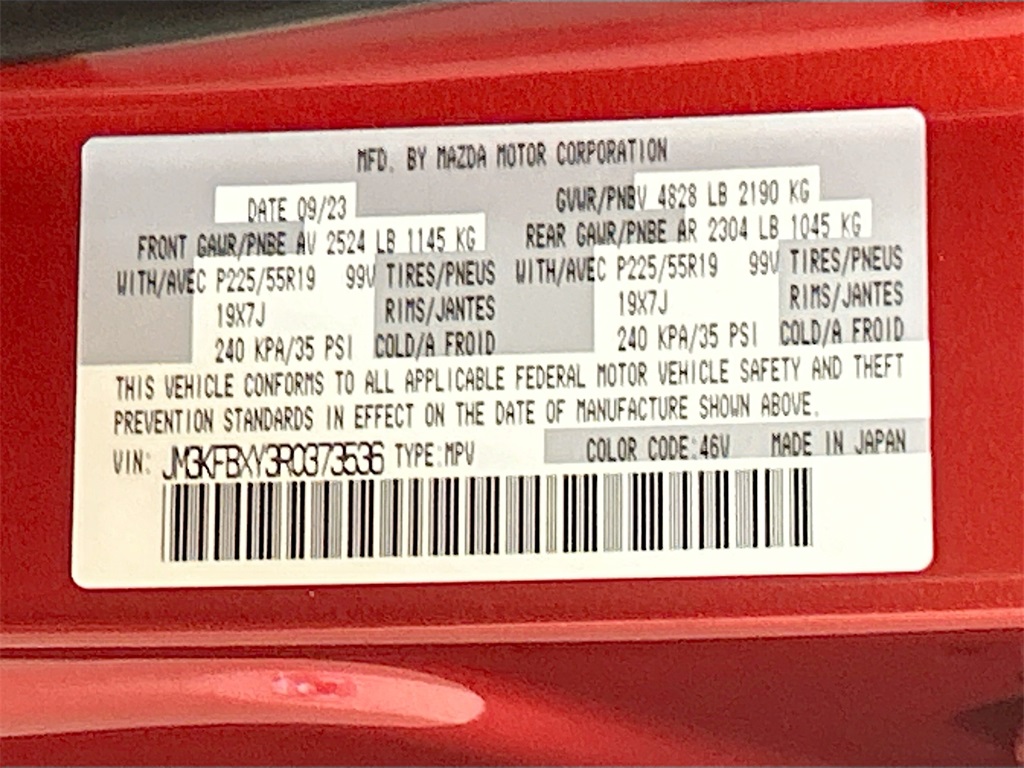 MFD. BY MAZDA MOTOR CORPORATION
DATE 09/23 GVWR/PNBV 4828 LB 2190 KG
FRONT GAWR/PNBE AV 2524 LB 1145 KG REAR GAWR/PNBE AR 2304 LB 1045 KG
WITH/AVEC P225/55R19 99V TIRES/PNEUS WITH/AVEC P225/55R19 99V TIRES/PNEUS
19X7J RIMS/JANTES 19X7J RIMS/JANTES
240 KPA/35 PSI COLD/A FROID 240 KPA/35 PSI COLD/A FROID
THIS VEHICLE CONFORMS TO ALL APPLICABLE FEDERAL MOTOR VEHICLE SAFETY AND THEFT
PREVENTION STANDARDS IN EFFECT ON THE DATE OF MANUFACTURE SHOWN ABOVE.
VIN: JM3KFBXY3R0373536 TYPE:MPV COLOR CODE:46V MADE IN JAPAN